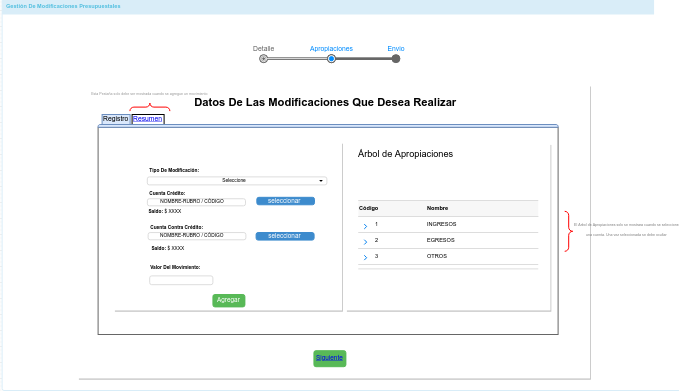 Gestión De Modificaciones Presupuestales
Detalle
Apropiaciones
Envío
Esta Pestaña solo debe ser mostrada cuando se agregue un movimiento
Datos De Las Modificaciones Que Desea Realizar
Registro
Resumen
Tipo De Modificación:
Seleccione
Cuenta Crédito:
NOMBRE-RUBRO / CÓDIGO
seleccionar
Saldo: $ XXXX
Cuenta Contra Crédito:
NOMBRE-RUBRO / CÓDIGO
seleccionar
Saldo: $ XXXX
Valor Del Movimiento:
Agregar
Árbol de Apropiaciones
Código Nombre
1 INGRESOS
2 EGRESOS
3 OTROS
El Árbol de Apropiaciones solo es mostrado cuando se selecciona
una cuenta. Una vez seleccionada se debe ocultar
Siguiente